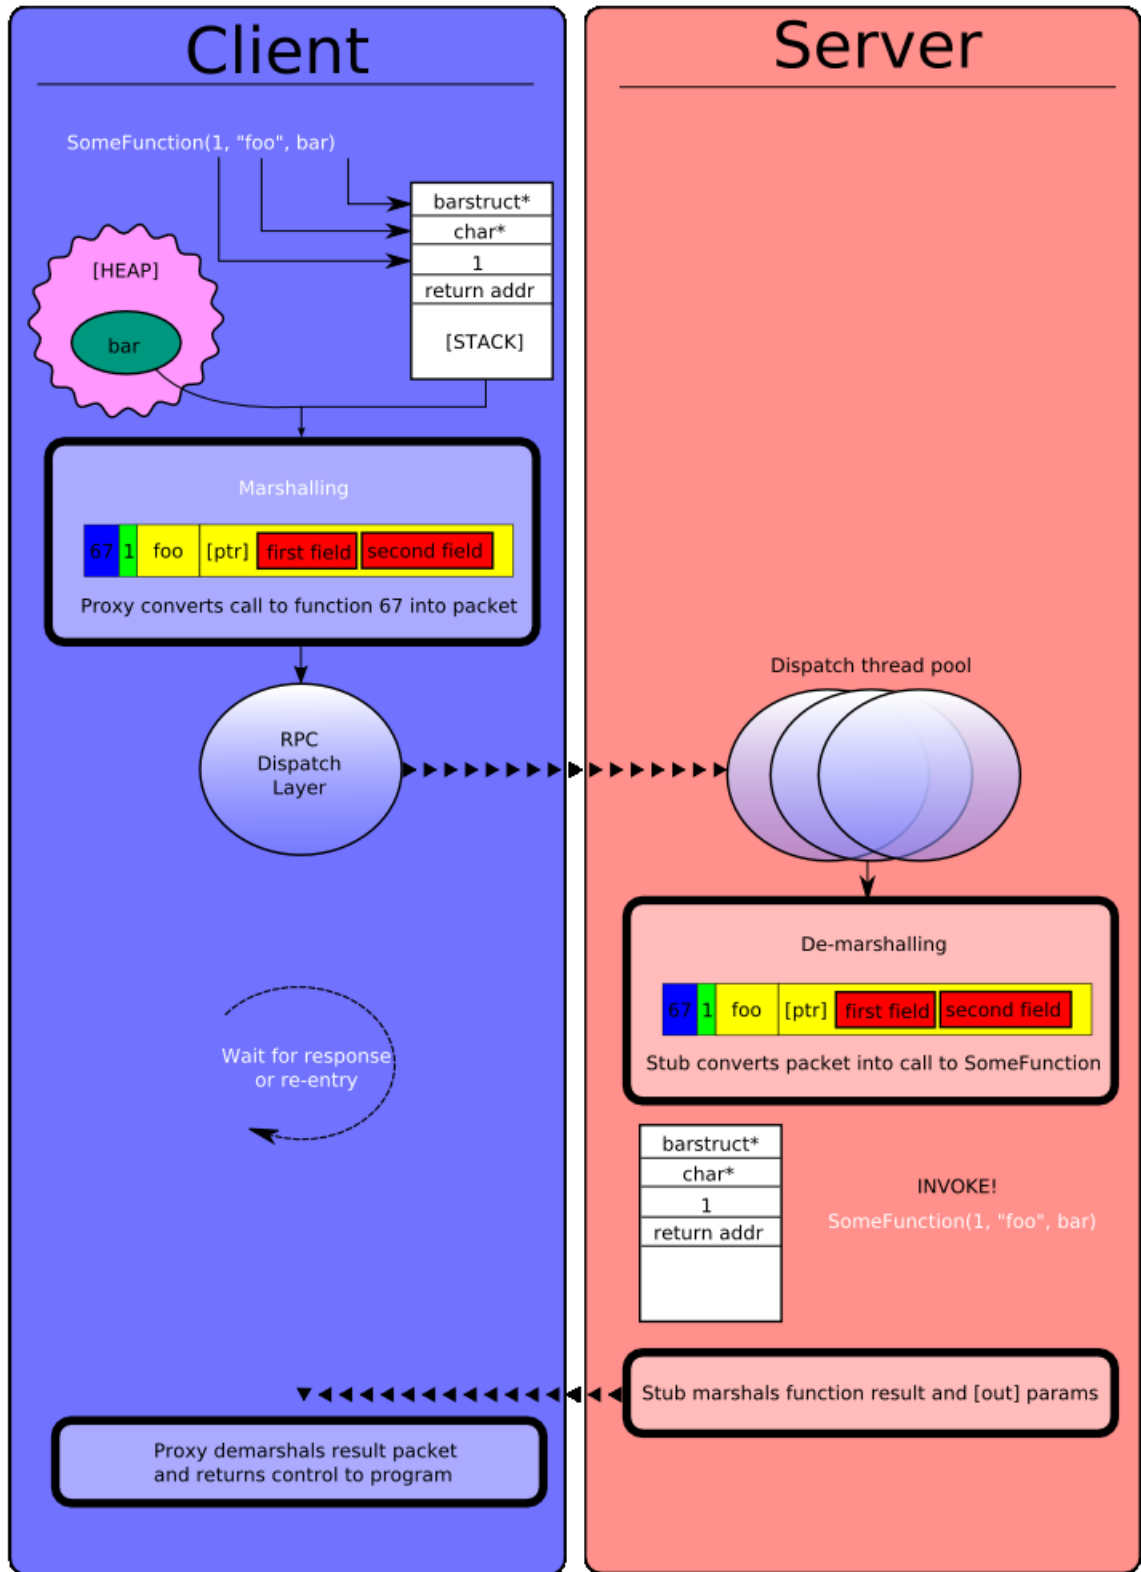 Client
SomeFunction(1, "foo", bar)
barstruct*
char*
1
return addr
[STACK]
[HEAP]
bar
Marshalling
67 1 foo [ptr] first field second field
Proxy converts call to function 67 into packet
RPC
Dispatch
Layer
Wait for response
or re-entry
Proxy demarshals result packet
and returns control to program
Server
Dispatch thread pool
De-marshalling
67 1 foo [ptr] first field second field
Stub converts packet into call to SomeFunction
barstruct*
char*
1
return addr
INVOKE!
SomeFunction(1, "foo", bar)
Stub marshals function result and [out] params